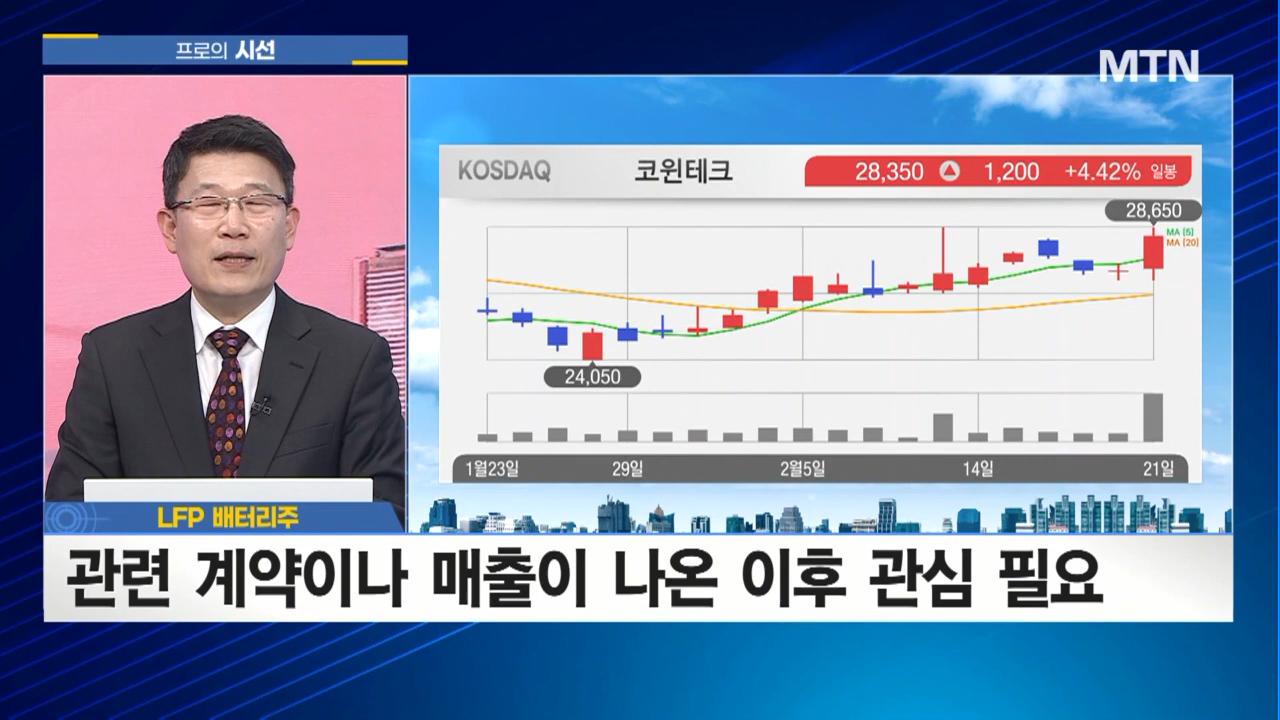 프로의 시선
MTN
KOSDAQ 코윈테크 28,350 ▲ 1,200 +4.42% 일봉
28,650
MA (5)
MA (20)
24,050
1월23일 29일 2월5일 14일 21일
LFP 배터리주
관련 계약이나 매출이 나온 이후 관심 필요